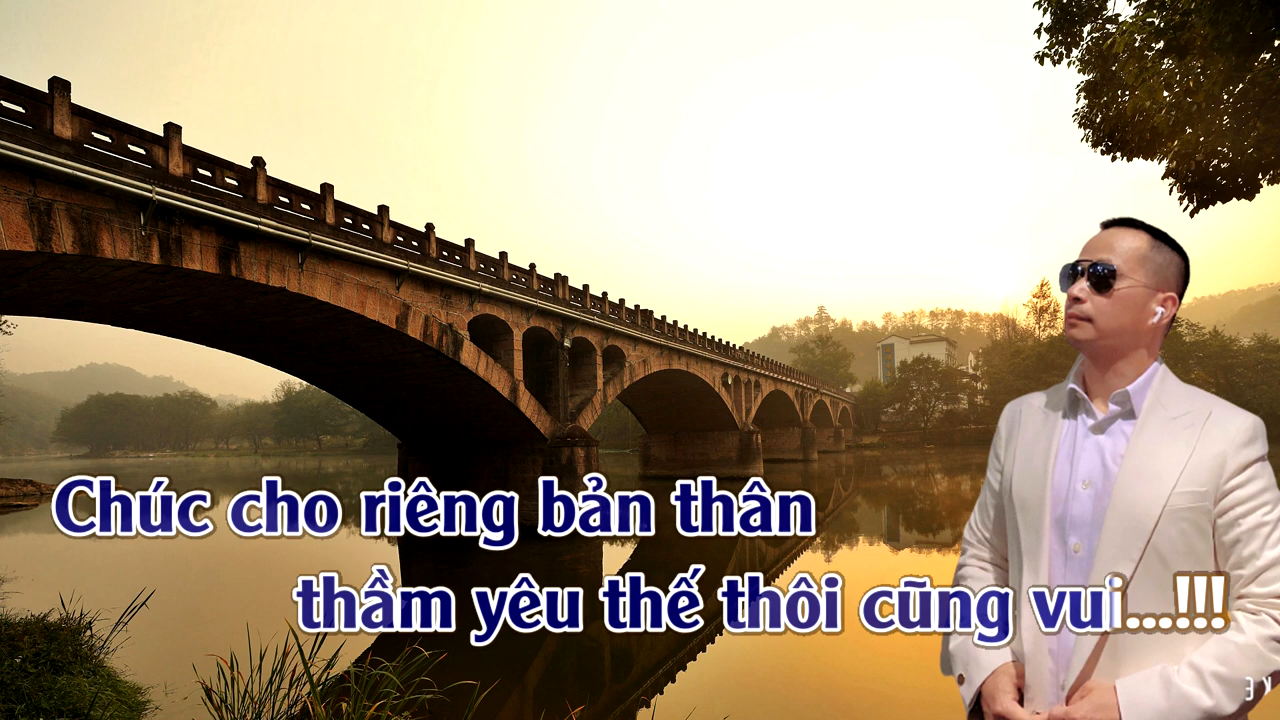 Chúc cho riêng bản thân
thầm yêu thế thôi cũng vui...!!!